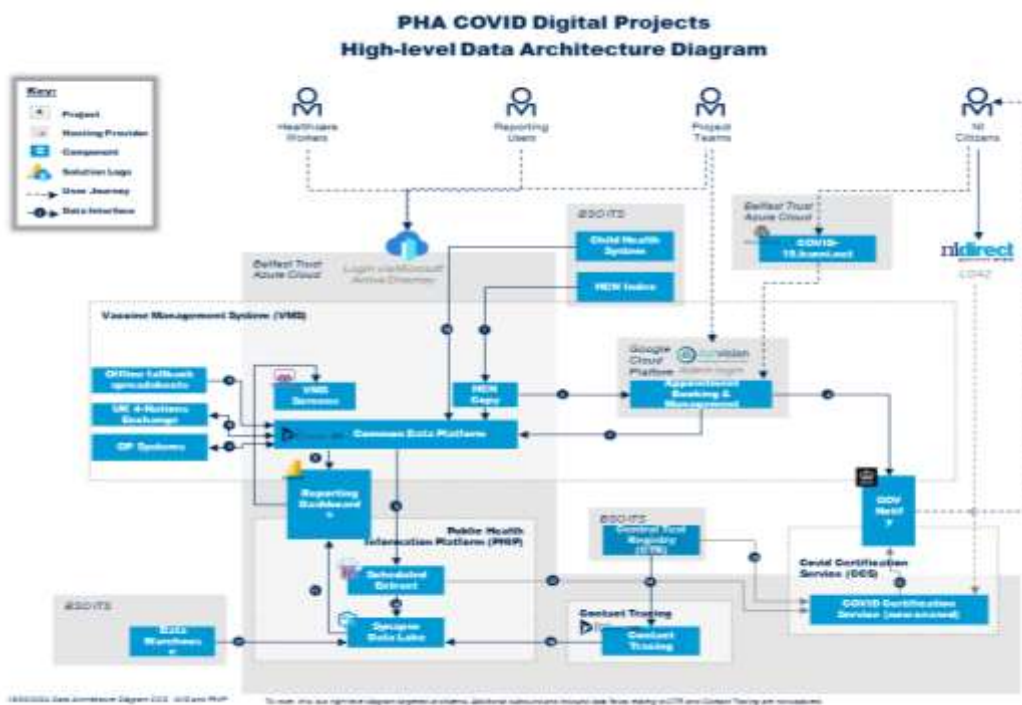 PHA COVID Digital Projects
High-level Data Architecture Diagram
Key:
Project
Hosting Provider
Component
Solution Logo
User Journey
Data Interface
Healthcare
Workers
Reporting
Users
Project
Teams
NI
Citizens
Belfast Trust
Azure Cloud
Login via Microsoft
Active Directory
BSO ITS
Child Health
System
HCN Index
Belfast Trust
Azure Cloud
COVID-
nidirect
Vaccine Management System (VMS)
Offline fallback
spreadsheets
UK 4-Nations
Exchange
GP Systems
VMS
HCN
Copy
Common Data Platform
Google
Cloud
Platform
Appointment
Booking &
Management
Reporting
Dashboard
s
Public Health
Information Platform (PHIP)
Scheduled
Extract
Synapse
Data Lake
BSO ITS
Data
Warehous
e
BSO ITS
Central Test
Registry
(CTR)
Contact Tracing
Contact
Tracing
GOV
Notif
y
Covid Certification
Service (CCS)
COVID Certification
Service